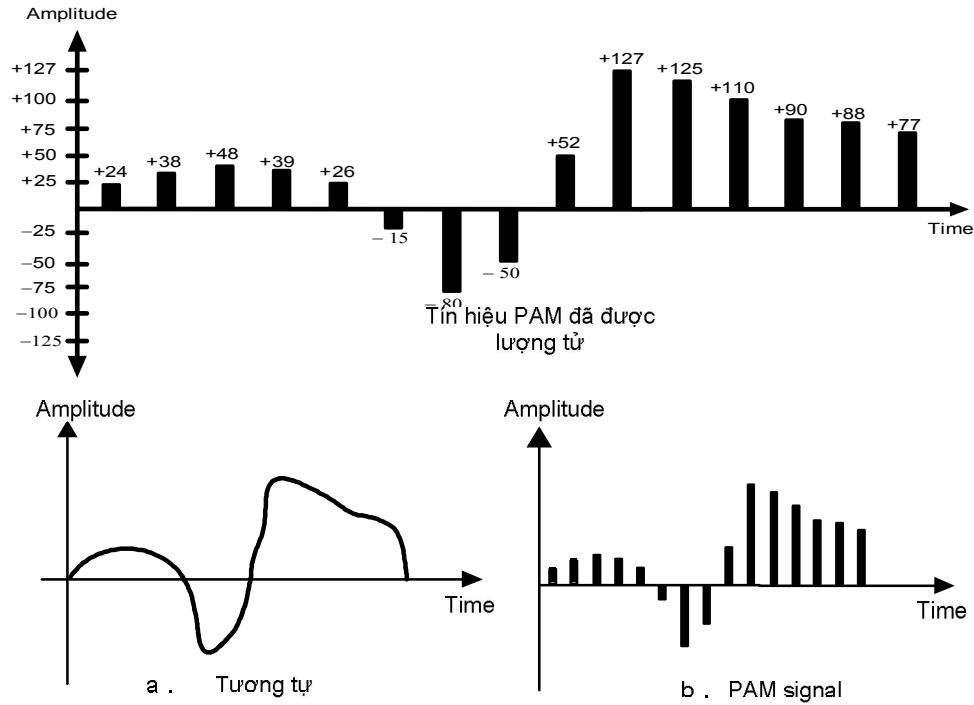 Amplitude
+127
+100
+75
+50
+25
−25
−50
−75
−100
−125
+24
+38
+48
+39
+26
− 15
− 80
− 50
+52
+127
+125
+110
+90
+88
+77
Time
Tín hiệu PAM đã được
lượng tử
Amplitude
Time
a . Tương tự
Amplitude
Time
b . PAM signal